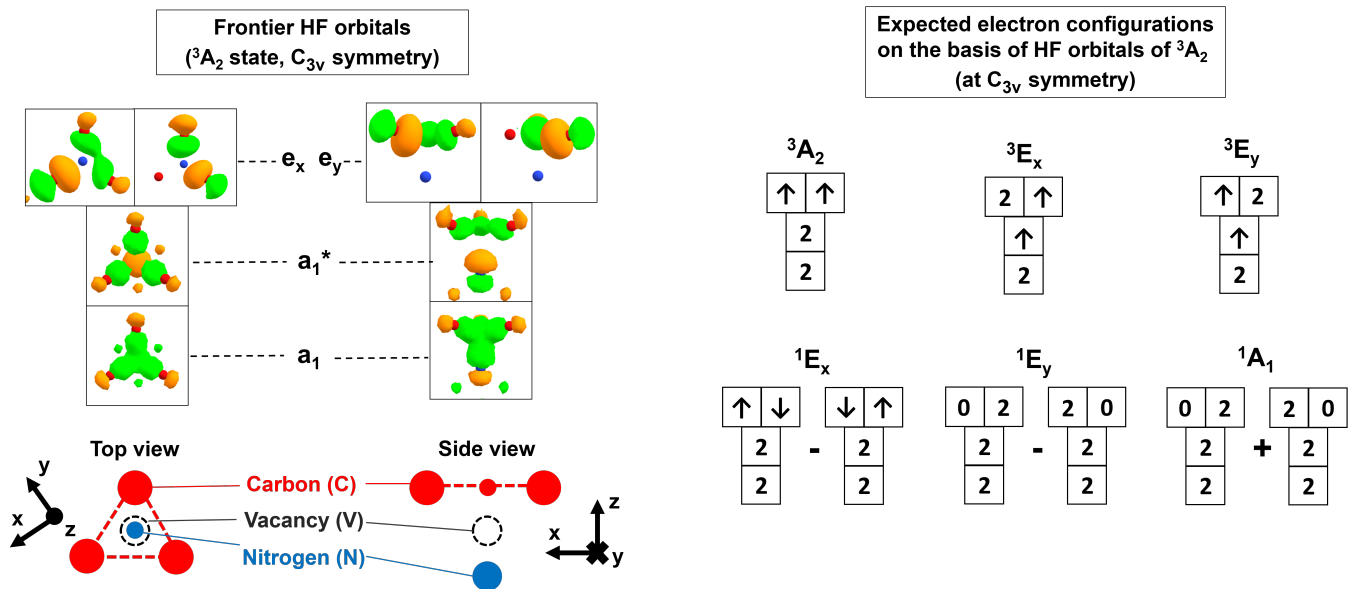 Frontier HF orbitals
(³A₂ state, C₃ᵥ symmetry)
eₓ eᵧ
a₁*
a₁
Top view
Side view
y
x
z
Carbon (C)
Vacancy (V)
Nitrogen (N)
z
x
y
Expected electron configurations
on the basis of HF orbitals of ³A₂
(at C₃ᵥ symmetry)
³A₂
↑ ↑
2
2
³Eₓ
2 ↑
↑
2
³Eᵧ
↑ 2
↑
2
¹Eₓ
↑ ↓ ↓ ↑
2 - 2
2 2
¹Eᵧ
0 2 2 0
2 - 2
2 2
¹A₁
0 2 2 0
2 + 2
2 2